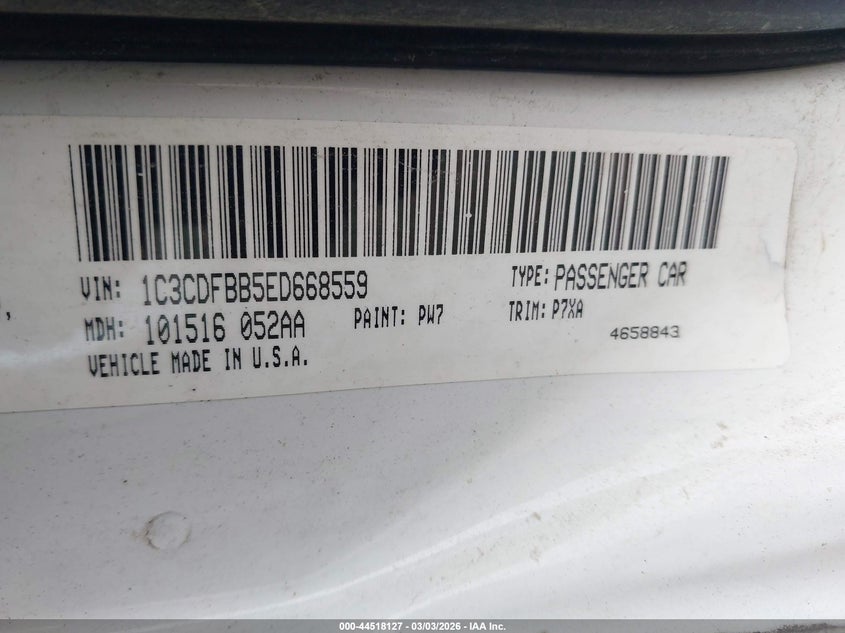 VIN: 1C3CDFBB5ED668559 TYPE: PASSENGER CAR
MDH: 101516 052AA PAINT: PW7 TRIM: P7XA
VEHICLE MADE IN U.S.A. 4658843
000-44518127 - 03/03/2026 - IAA Inc.